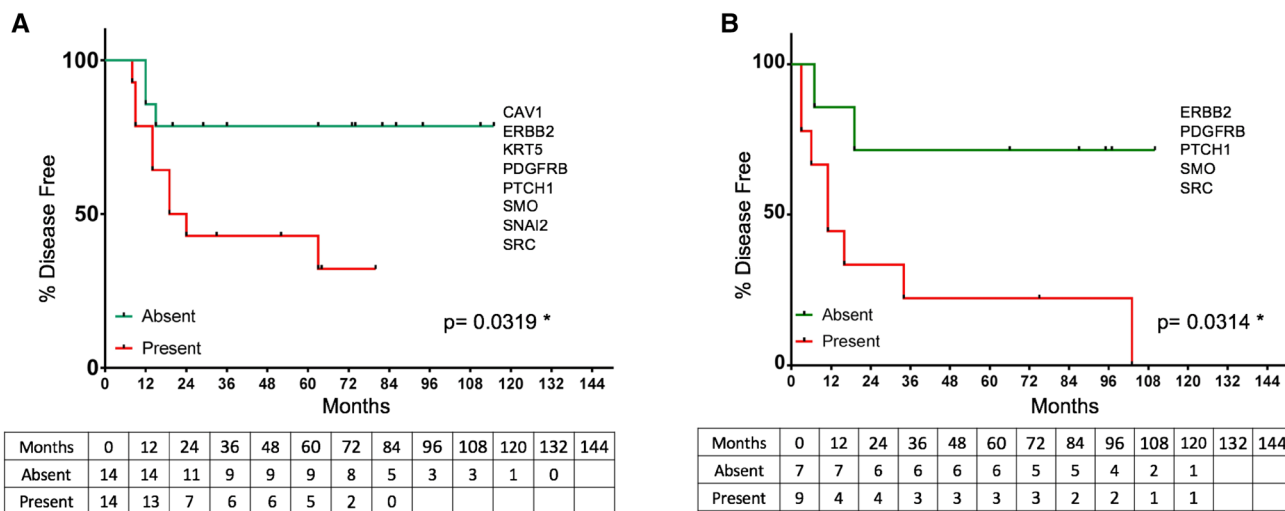 A
100
50
0
% Disease Free
CAV1
ERBB2
KRT5
PDGFRB
PTCH1
SMO
SNAI2
SRC
Absent
Present
p= 0.0319 *
0 12 24 36 48 60 72 84 96 108 120 132 144
Months
Months 0 12 24 36 48 60 72 84 96 108 120 132 144
Absent 14 14 11 9 9 9 8 5 3 3 1 0
Present 14 13 7 6 6 5 2 0
B
100
50
0
% Disease Free
ERBB2
PDGFRB
PTCH1
SMO
SRC
Absent
Present
p= 0.0314 *
0 12 24 36 48 60 72 84 96 108 120 132 144
Months
Months 0 12 24 36 48 60 72 84 96 108 120 132 144
Absent 7 7 6 6 6 6 5 5 4 2 1
Present 9 4 4 3 3 3 3 2 2 1 1